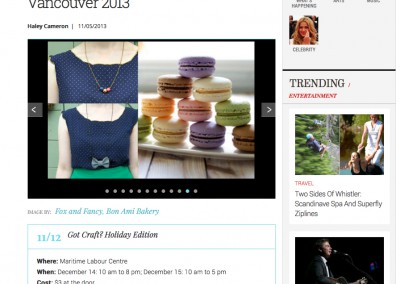 Vancouver 2013
WHAT'S
HAPPENING
ARTS
MUSIC
Haley Cameron | 11/05/2013
CELEBRITY
TRENDING /
ENTERTAINMENT
TRAVEL
Two Sides Of Whistler:
Scandinave Spa And Superfly
Ziplines
IMAGE BY: Fox and Fancy, Bon Ami Bakery
11/12 Got Craft? Holiday Edition
Where: Maritime Labour Centre
When: December 14: 10 am to 8 pm; December 15: 10 am to 5 pm
Cost: $3 at the door